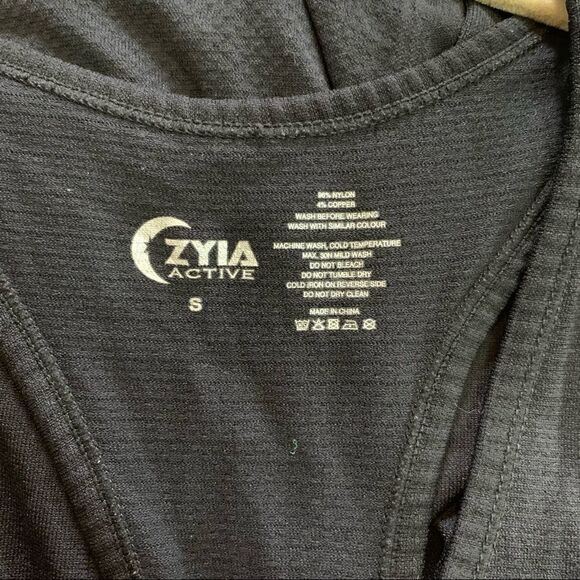 ZYIA
ACTIVE
S
96% NYLON
4% COPPER
WASH BEFORE WEARING
WASH WITH SIMILAR COLOUR
MACHINE WASH, COLD TEMPERATURE
MAX. 30N MILD WASH
DO NOT BLEACH
DO NOT TUMBLE DRY
COLD IRON ON REVERSE SIDE
DO NOT DRY CLEAN
MADE IN CHINA